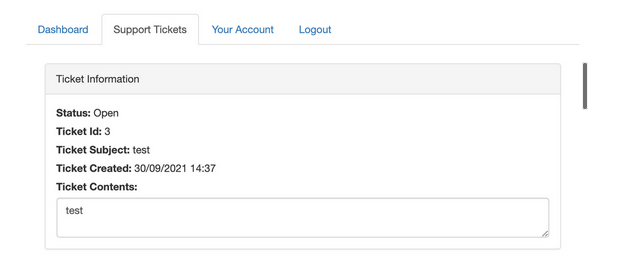 Dashboard Support Tickets Your Account Logout
Ticket Information
Status: Open
Ticket Id: 3
Ticket Subject: test
Ticket Created: 30/09/2021 14:37
Ticket Contents:
test